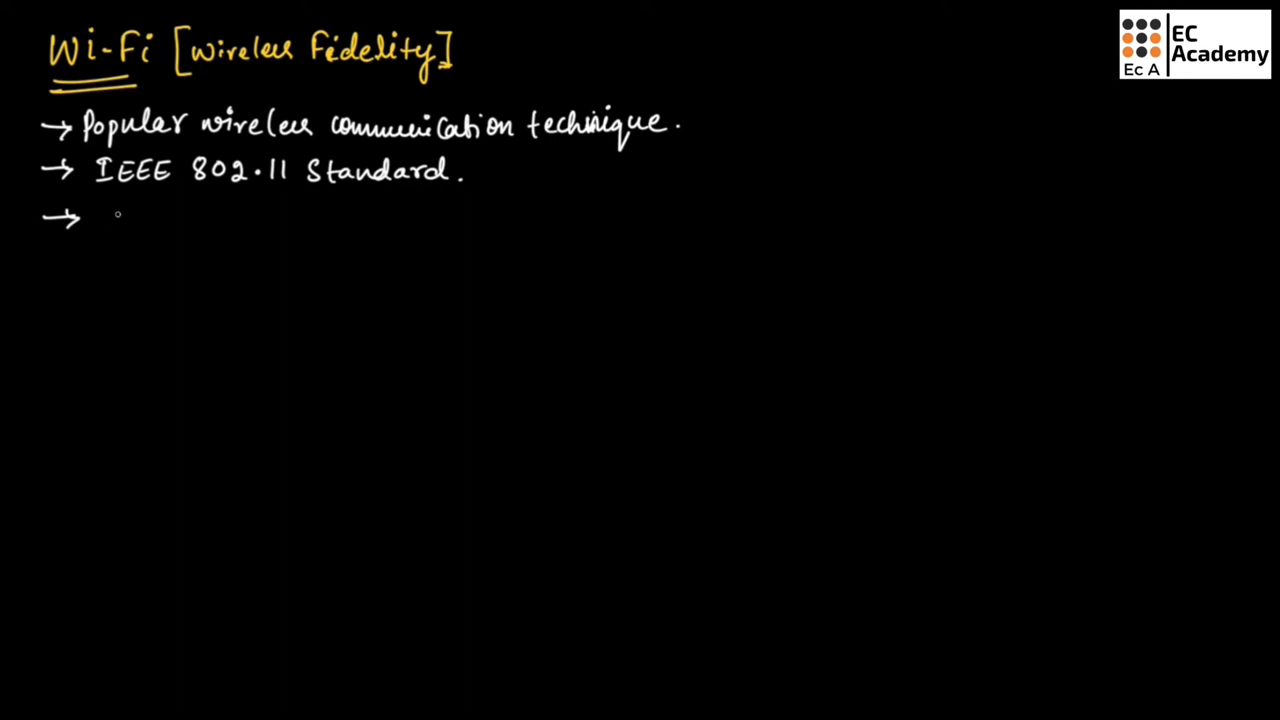 Wi-Fi [Wireless Fidelity]
→ Popular wireless communication technique.
→ IEEE 802.11 Standard.
→
EC
Academy
Ec A